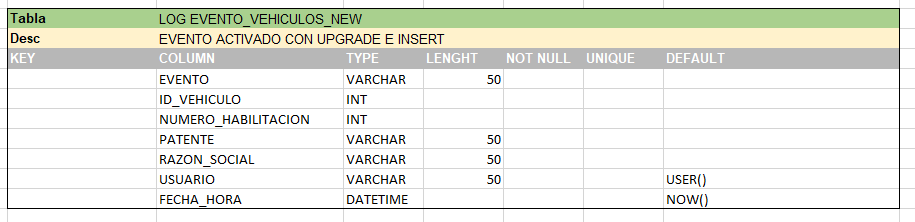 Tabla LOG EVENTO_VEHICULOS_NEW
Desc EVENTO ACTIVADO CON UPGRADE E INSERT
KEY COLUMN TYPE LENGHT NOT NULL UNIQUE DEFAULT
EVENTO VARCHAR 50
ID_VEHICULO INT
NUMERO_HABILITACION INT
PATENTE VARCHAR 50
RAZON_SOCIAL VARCHAR 50
USUARIO VARCHAR 50 USER()
FECHA_HORA DATETIME NOW()